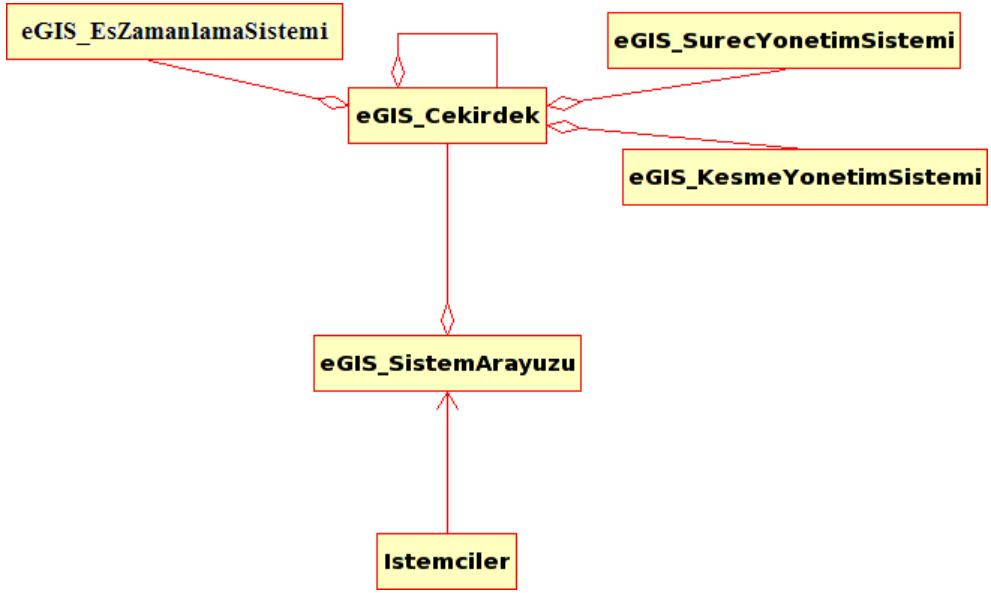 eGIS_EsZamanlamaSistemi
eGIS_SurecYonetimSistemi
eGIS_Cekirdek
eGIS_KesmeYonetimSistemi
eGIS_SistemArayuzu
Istemciler